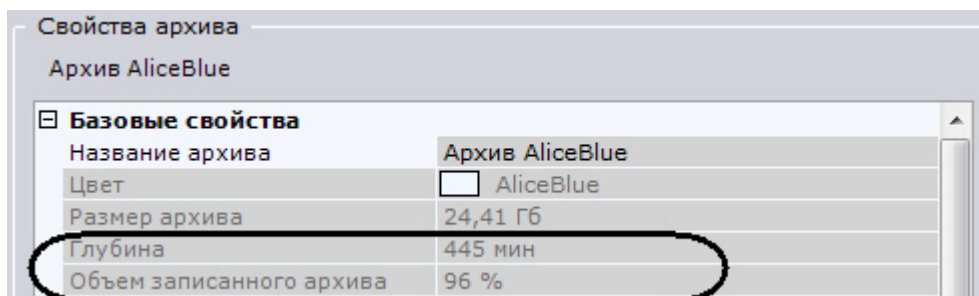 Свойства архива
Архив AliceBlue
Базовые свойства
Название архива Архив AliceBlue
Цвет AliceBlue
Размер архива 24,41 Гб
Глубина 445 мин
Объем записанного архива 96 %